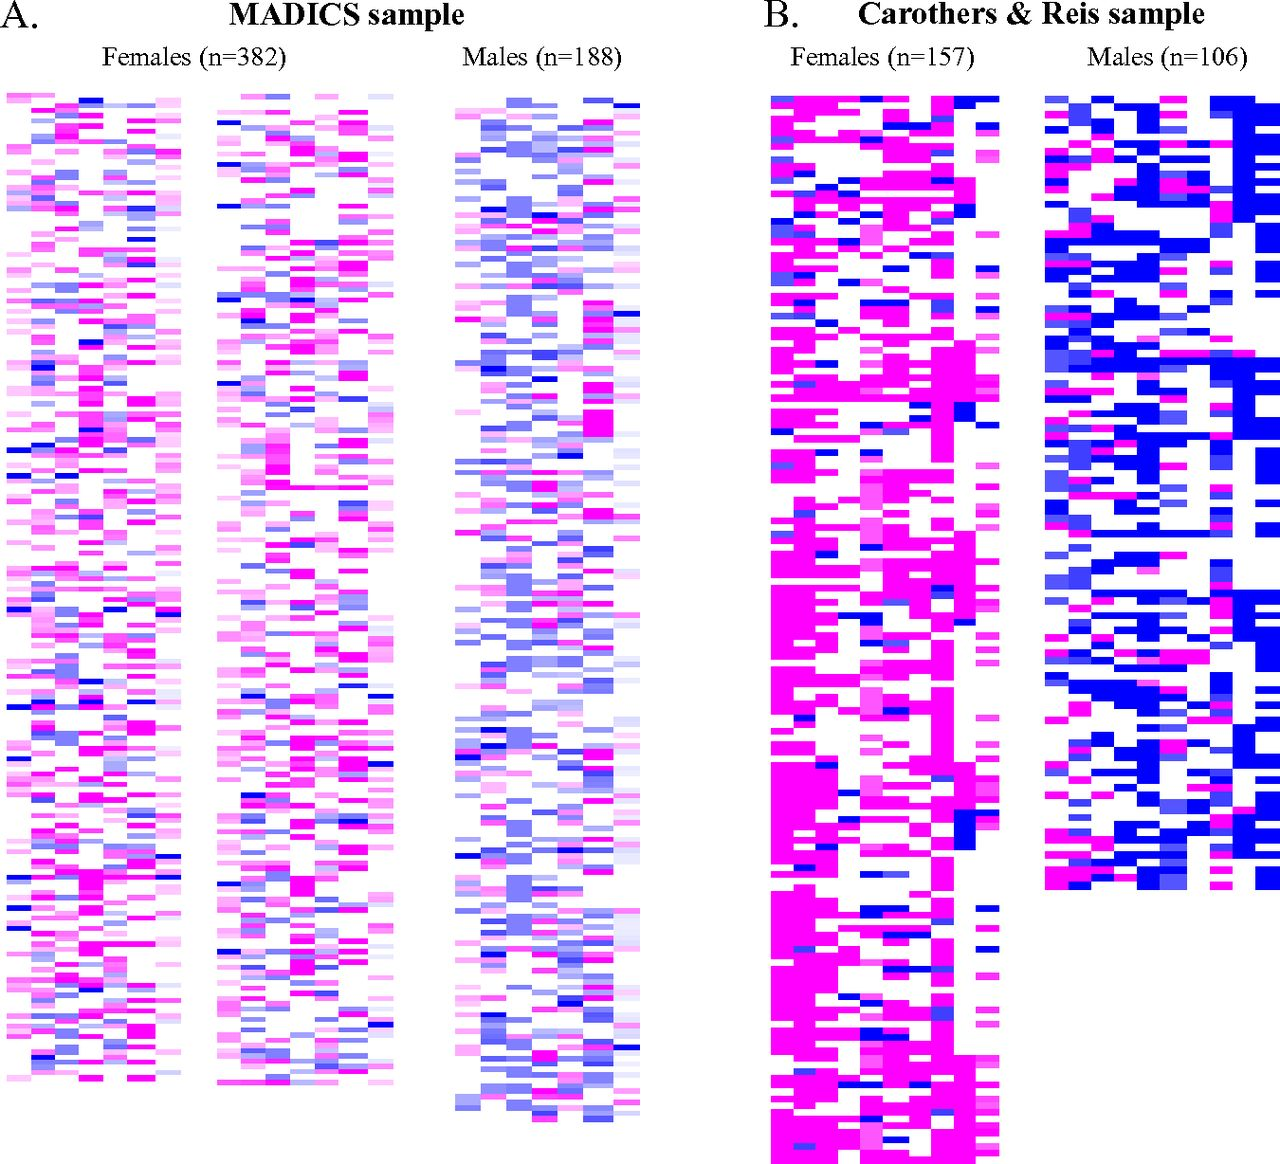 A. MADICS sample
Females (n=382) Males (n=188)
B. Carothers & Reis sample
Females (n=157) Males (n=106)